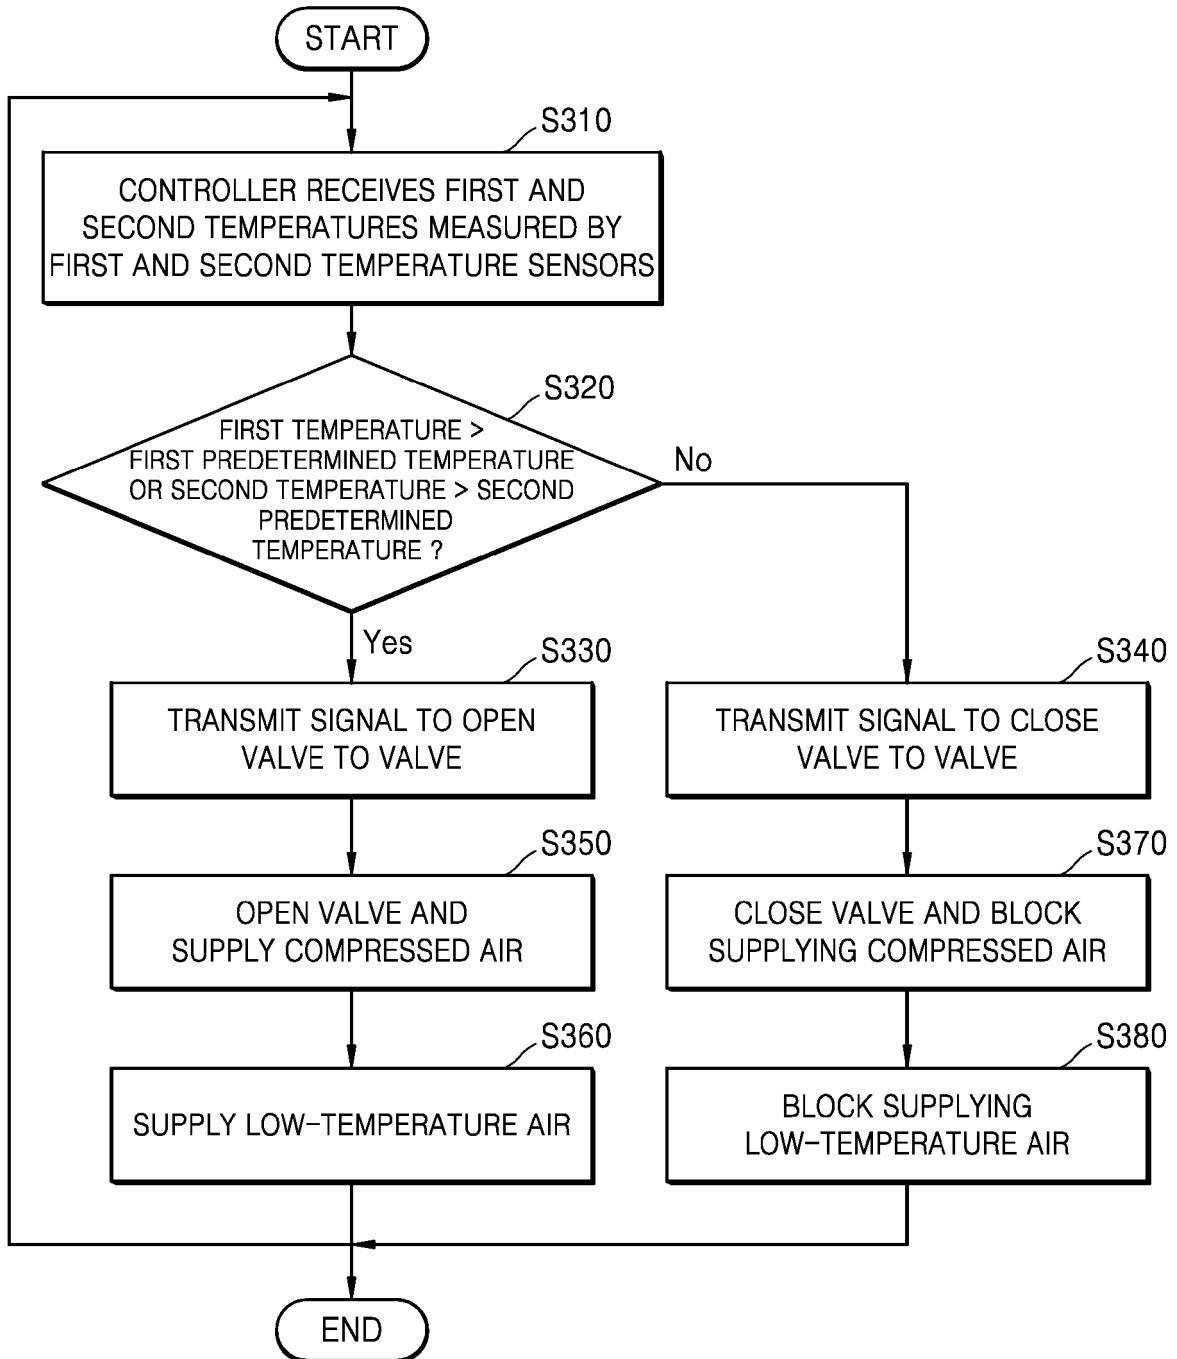 START
S310
CONTROLLER RECEIVES FIRST AND
SECOND TEMPERATURES MEASURED BY
FIRST AND SECOND TEMPERATURE SENSORS
S320
FIRST TEMPERATURE >
FIRST PREDETERMINED TEMPERATURE
OR SECOND TEMPERATURE > SECOND
PREDETERMINED
TEMPERATURE ?
No
Yes
S330
TRANSMIT SIGNAL TO OPEN
VALVE TO VALVE
S340
TRANSMIT SIGNAL TO CLOSE
VALVE TO VALVE
S350
OPEN VALVE AND
SUPPLY COMPRESSED AIR
S370
CLOSE VALVE AND BLOCK
SUPPLYING COMPRESSED AIR
S360
SUPPLY LOW-TEMPERATURE AIR
S380
BLOCK SUPPLYING
LOW-TEMPERATURE AIR
END